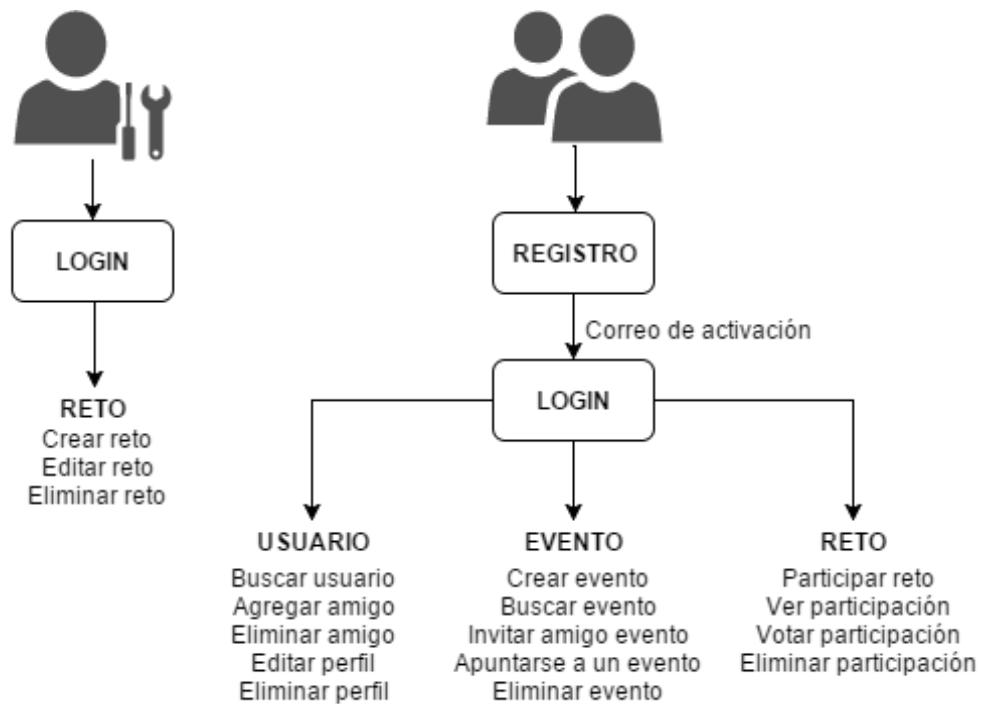 LOGIN
RETO
Crear reto
Editar reto
Eliminar reto
REGISTRO
Correo de activación
LOGIN
USUARIO
Buscar usuario
Agregar amigo
Eliminar amigo
Editar perfil
Eliminar perfil
EVENTO
Crear evento
Buscar evento
Invitar amigo evento
Apuntarse a un evento
Eliminar evento
RETO
Participar reto
Ver participación
Votar participación
Eliminar participación